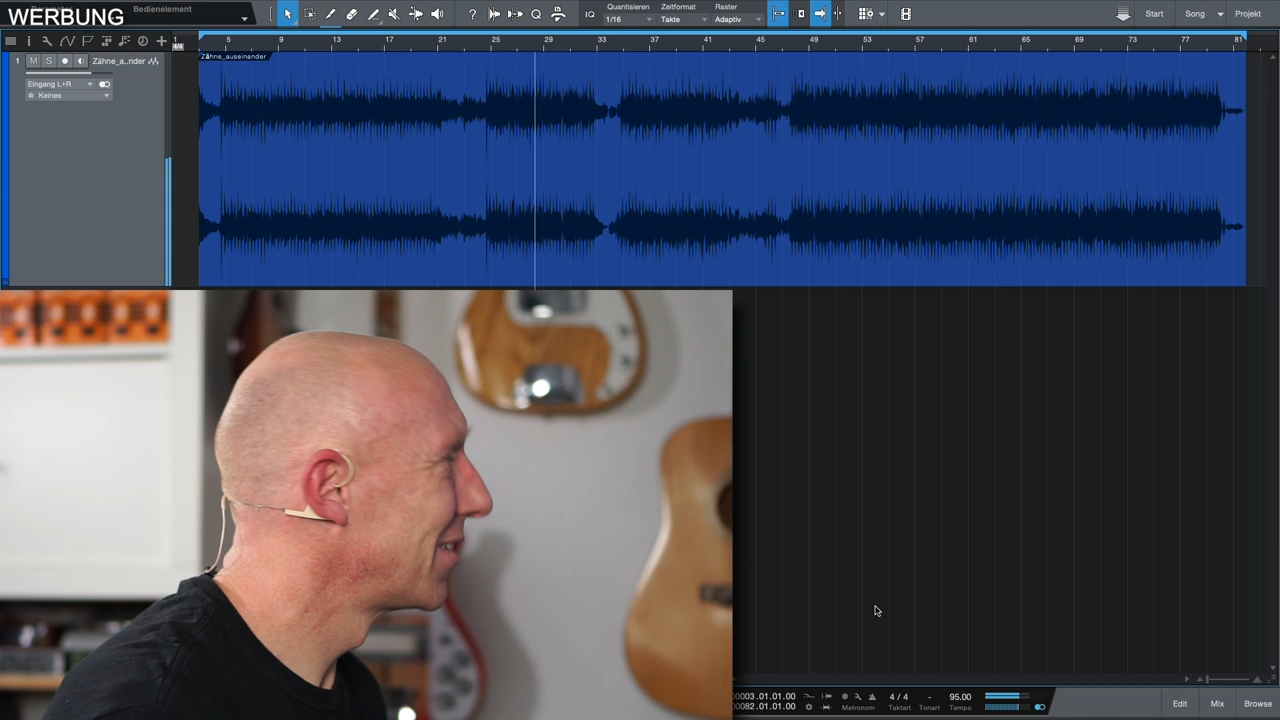 WERBUNG
Bedienelement
IQ
Quantisieren
1/16
Zeitformat
Takte
Raster
Adaptiv
Start
Song
Projekt
4/4
1 5 9 13 17 21 25 29 33 37 41 45 49 53 57 61 65 69 73 77 81
1 M S Zähne_a..nder
Zähne_auseinander
Eingang L+R
Keines
00003.01.01.00
00082.01.01.00
Metronom
4 / 4
Taktart
-
Tonart
95.00
Tempo
Edit
Mix
Browse